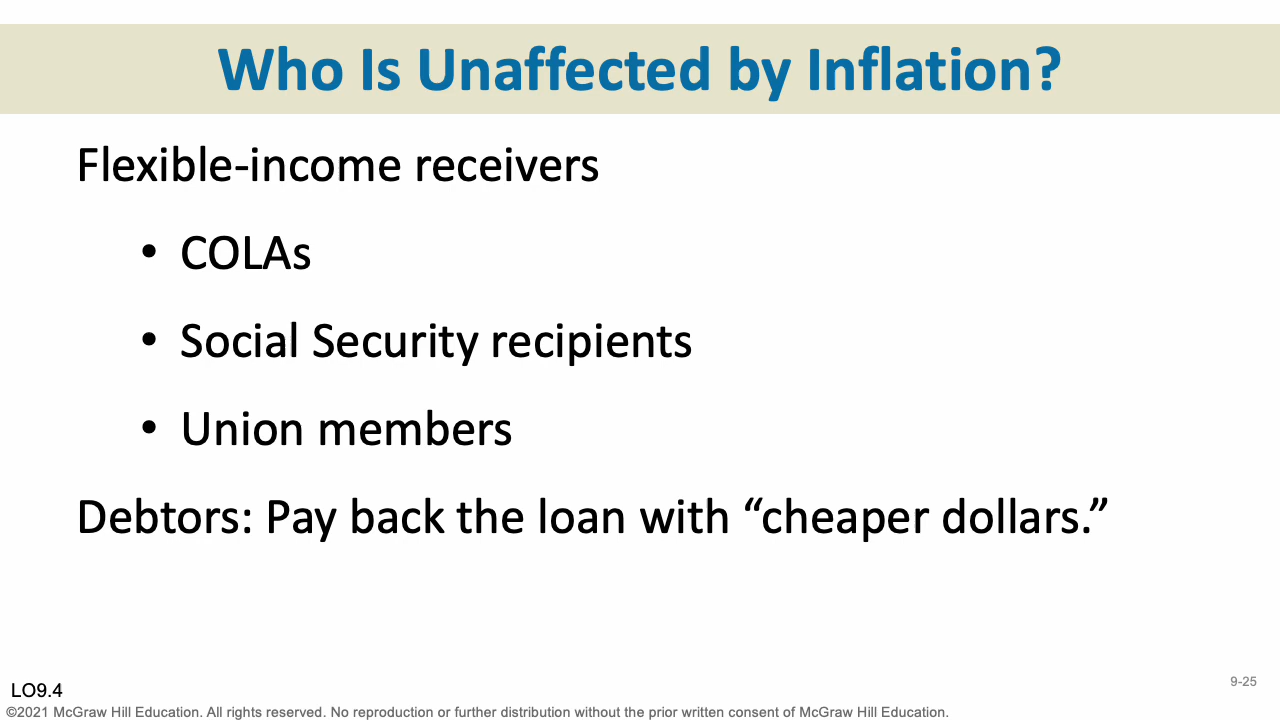 Who Is Unaffected by Inflation?
Flexible-income receivers
• COLAs
• Social Security recipients
• Union members
Debtors: Pay back the loan with “cheaper dollars.”
9-25
LO9.4
©2021 McGraw Hill Education. All rights reserved. No reproduction or further distribution without the prior written consent of McGraw Hill Education.